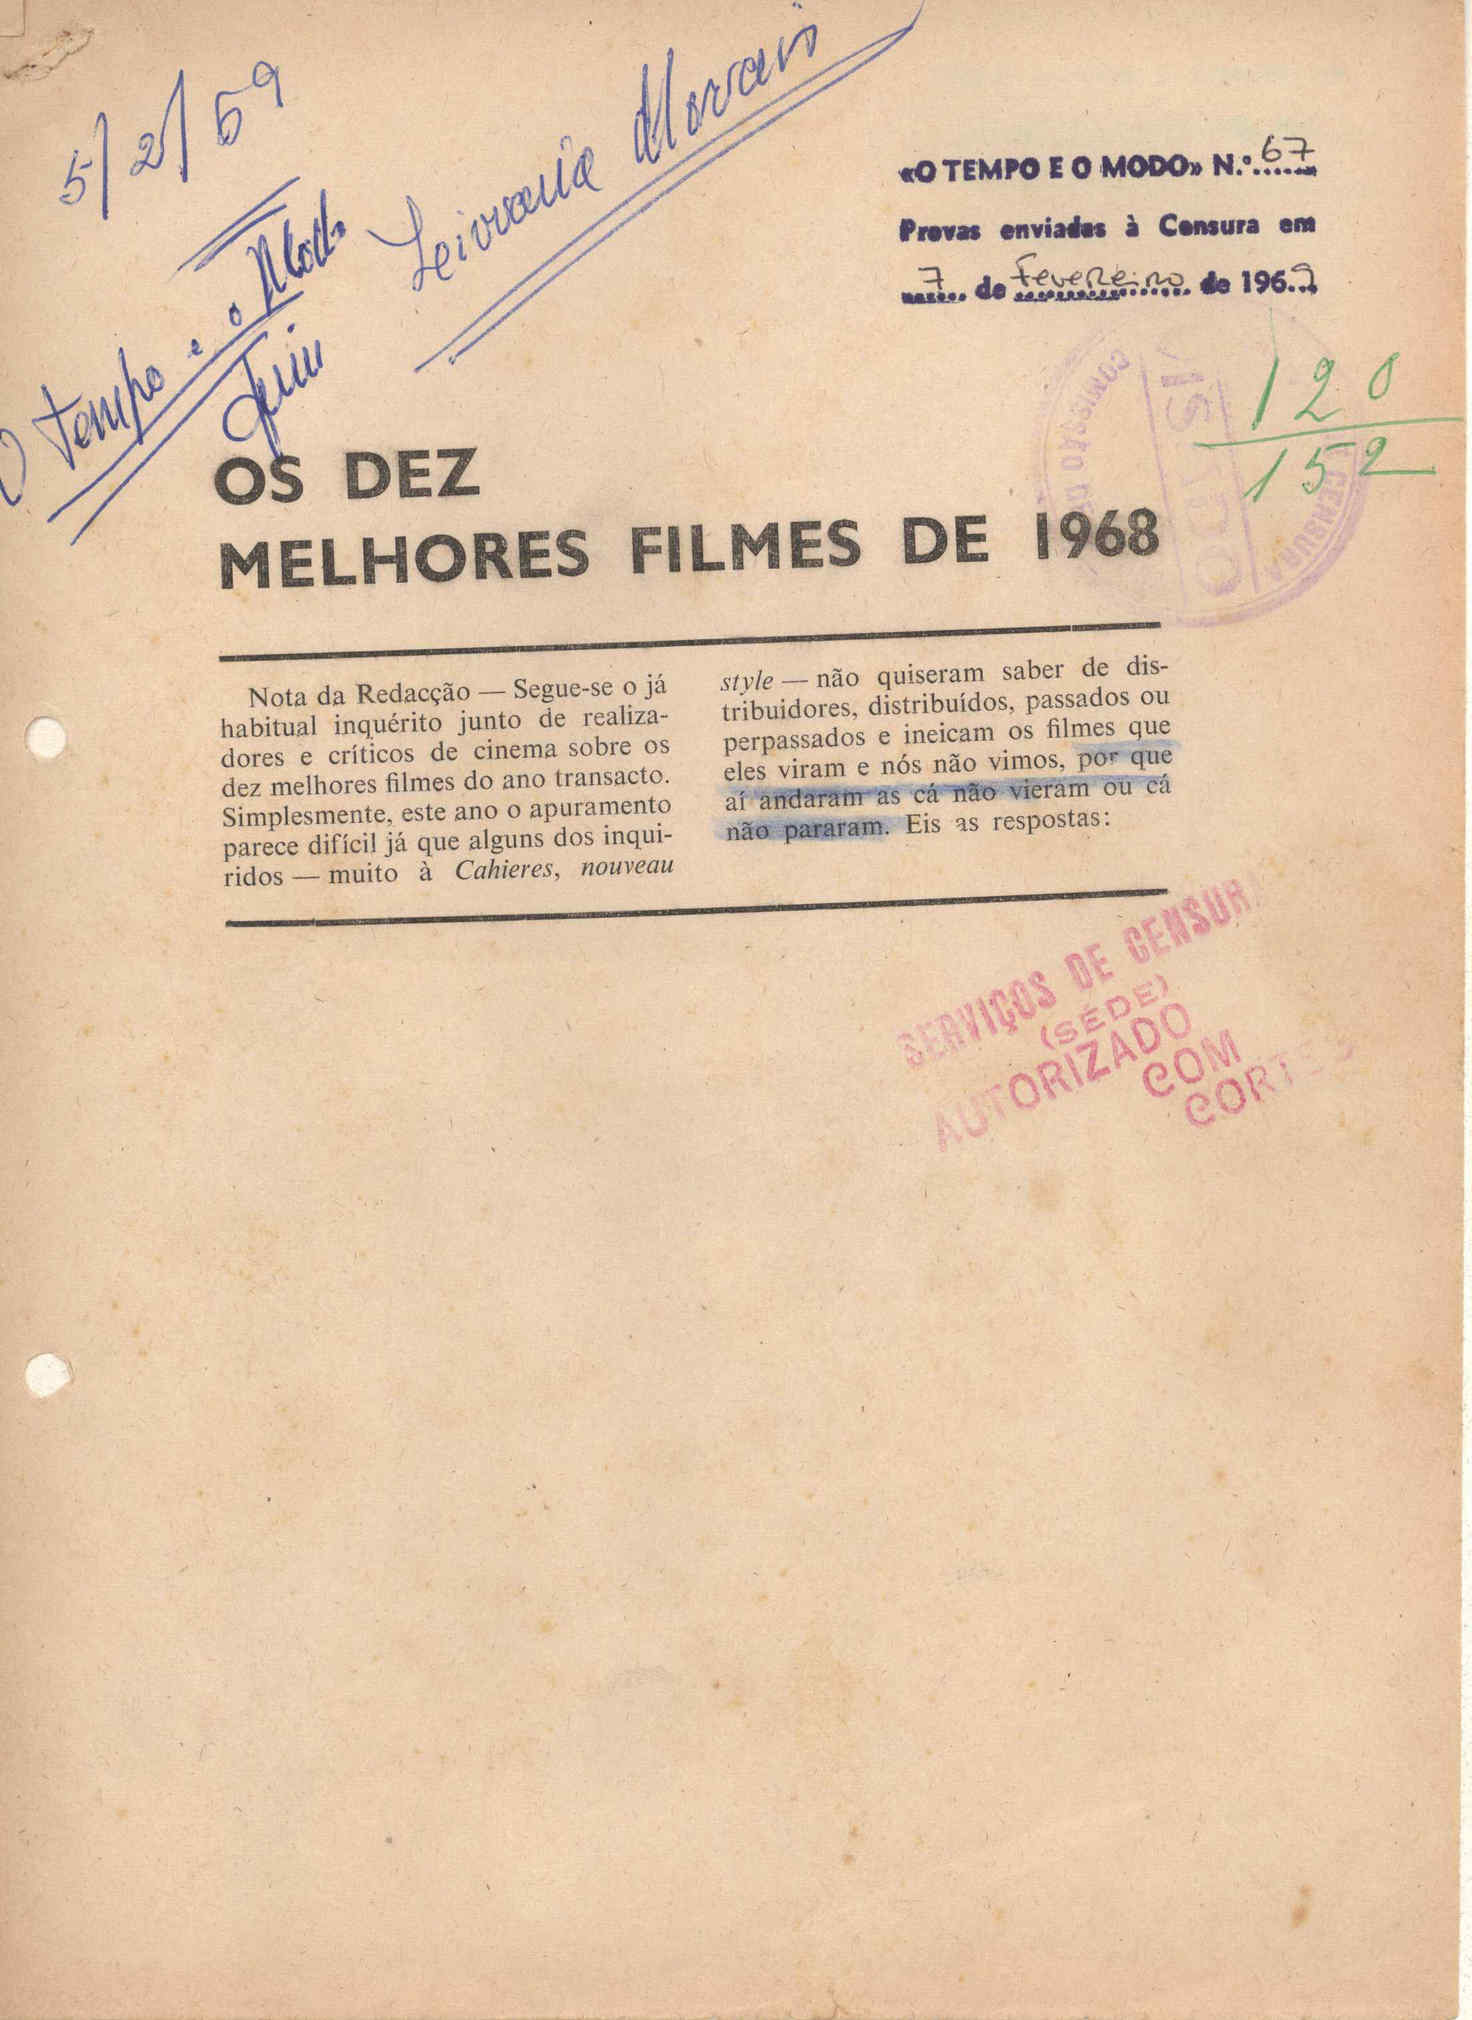 5/2/69
Livraria Morais
O Tempo e o Modo
«O TEMPO E O MODO» N.º 67
Provas enviadas à Censura em
7 de Fevereiro de 1969
120
152
COMISSÃO DE CENSURA
VISADO
OS DEZ
MELHORES FILMES DE 1968
Nota da Redacção — Segue-se o já
habitual inquérito junto de realiza-
dores e críticos de cinema sobre os
dez melhores filmes do ano transacto.
Simplesmente, este ano o apuramento
parece difícil já que alguns dos inqui-
ridos — muito à Cahieres, nouveau
style — não quiseram saber de dis-
tribuidores, distribuídos, passados ou
perpassados e ineicam os filmes que
eles viram e nós não vimos, por que
aí andaram as cá não vieram ou cá
não pararam. Eis as respostas:
SERVIÇOS DE CENSURA
(SÉDE)
AUTORIZADO
COM
CORTES